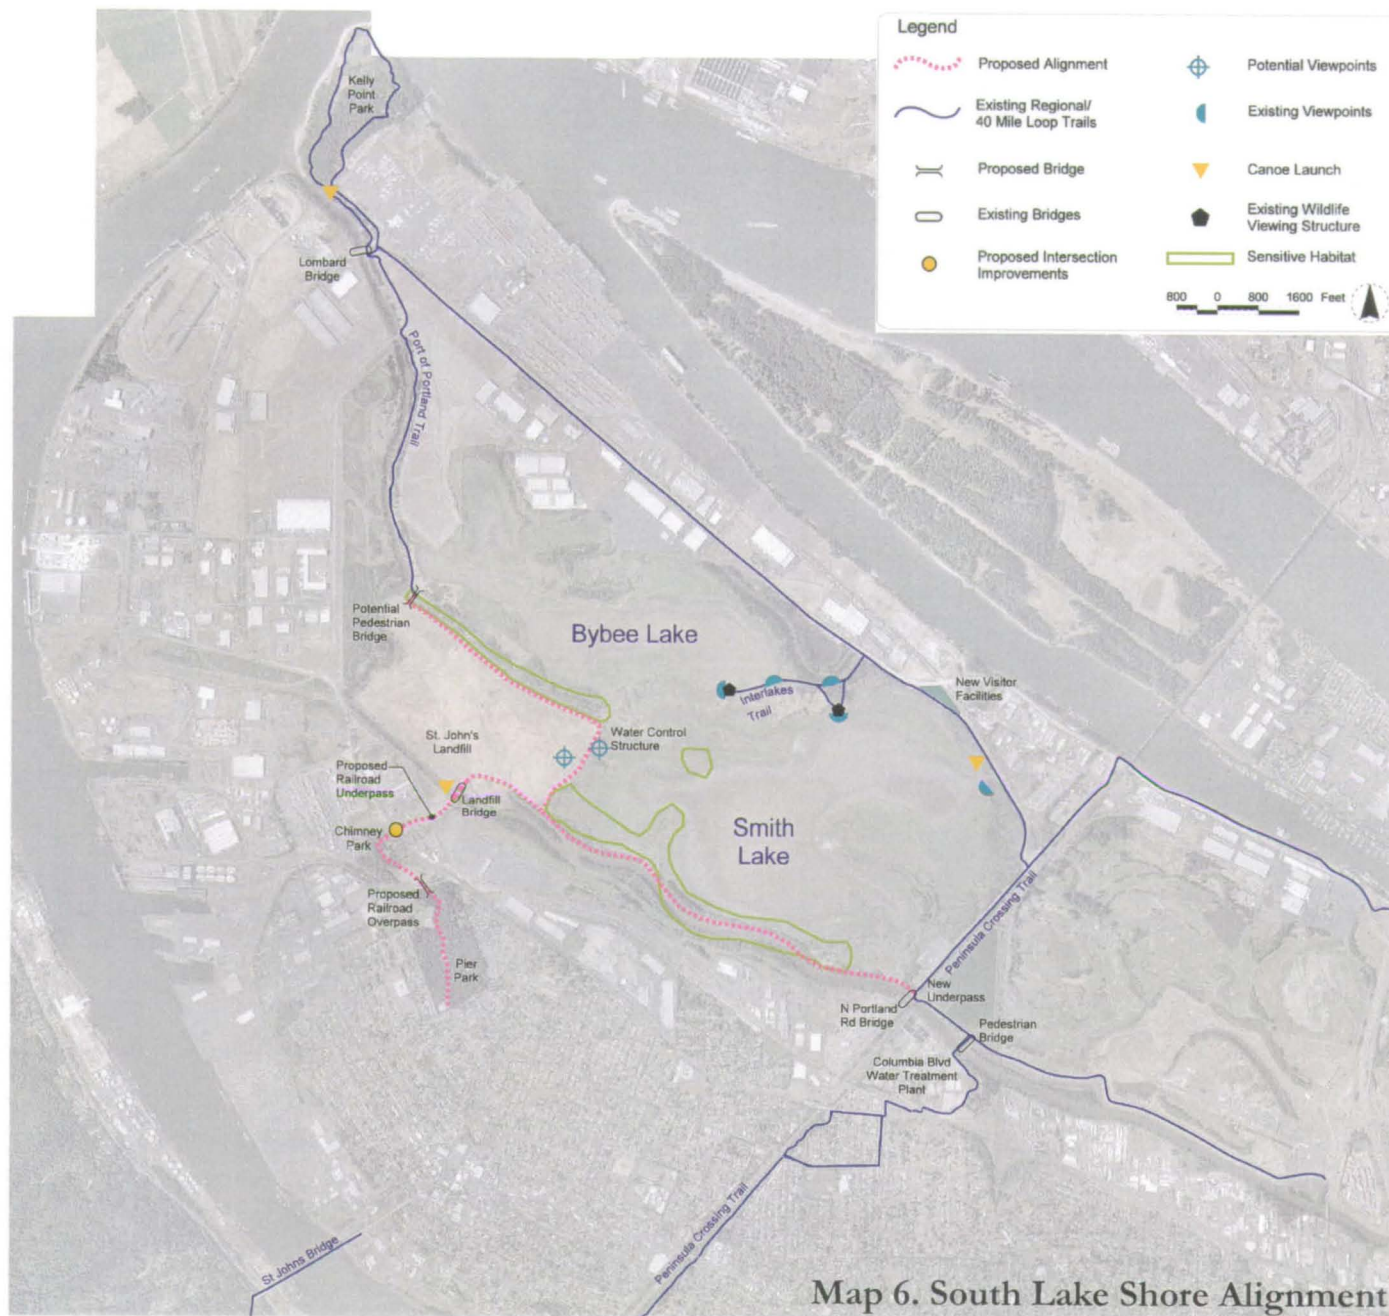 Legend
Proposed Alignment
Existing Regional/
40 Mile Loop Trails
Proposed Bridge
Existing Bridges
Proposed Intersection
Improvements
Potential Viewpoints
Existing Viewpoints
Canoe Launch
Existing Wildlife
Viewing Structure
Sensitive Habitat
800 0 800 1600 Feet
Kelly
Point
Park
Lombard
Bridge
Port of Portland Trail
Potential
Pedestrian
Bridge
Bybee Lake
Interlakes
Trail
New Visitor
Facilities
Water Control
Structure
St. John's
Landfill
Proposed
Railroad
Underpass
Landfill
Bridge
Chimney
Park
Smith
Lake
Proposed
Railroad
Overpass
Pier
Park
Peninsula Crossing Trail
New
Underpass
N Portland
Rd Bridge
Pedestrian
Bridge
Columbia Blvd
Water Treatment
Plant
Peninsula Crossing Trail
St Johns Bridge
Map 6. South Lake Shore Alignment